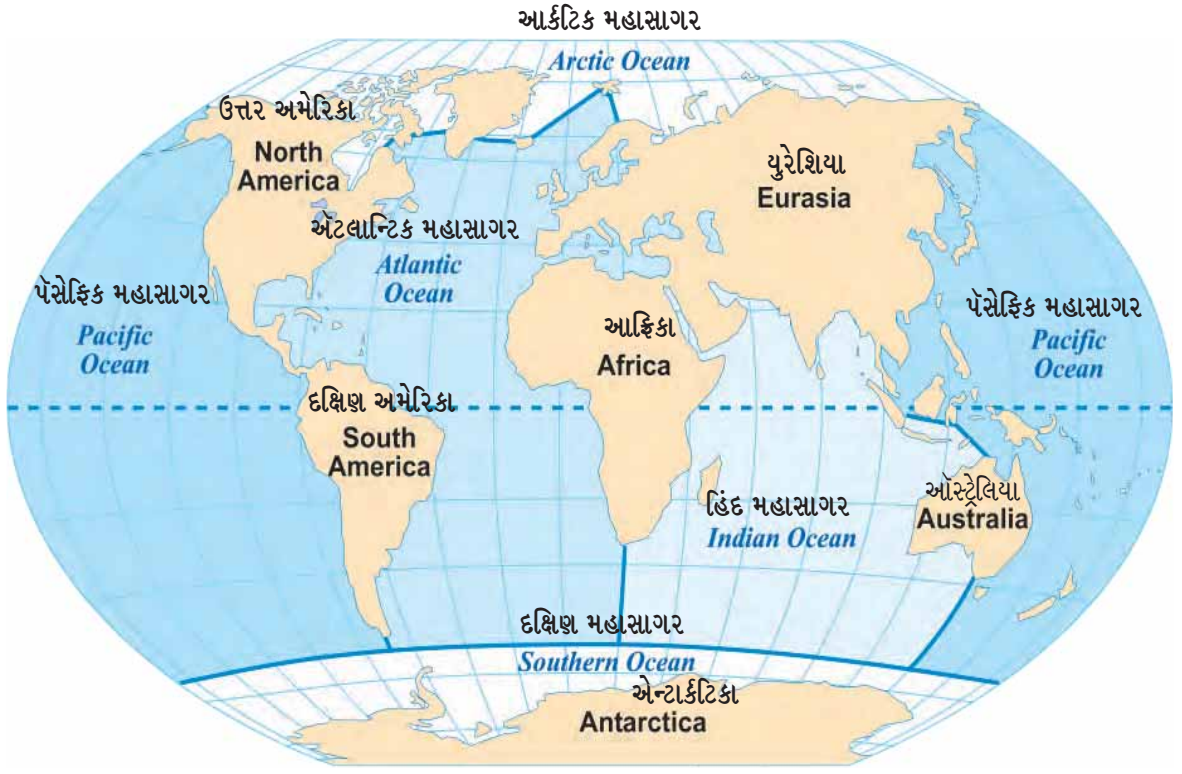 આર્કટિક મહાસાગર
Arctic Ocean
ઉત્તર અમેરિકા
North
America
યુરેશિયા
Eurasia
ઍટલાન્ટિક મહાસાગર
Atlantic
Ocean
પૅસેફિક મહાસાગર
Pacific
Ocean
આફ્રિકા
Africa
પૅસેફિક મહાસાગર
Pacific
Ocean
દક્ષિણ અમેરિકા
South
America
હિંદ મહાસાગર
Indian Ocean
ઑસ્ટ્રેલિયા
Australia
દક્ષિણ મહાસાગર
Southern Ocean
એન્ટાર્કટિકા
Antarctica